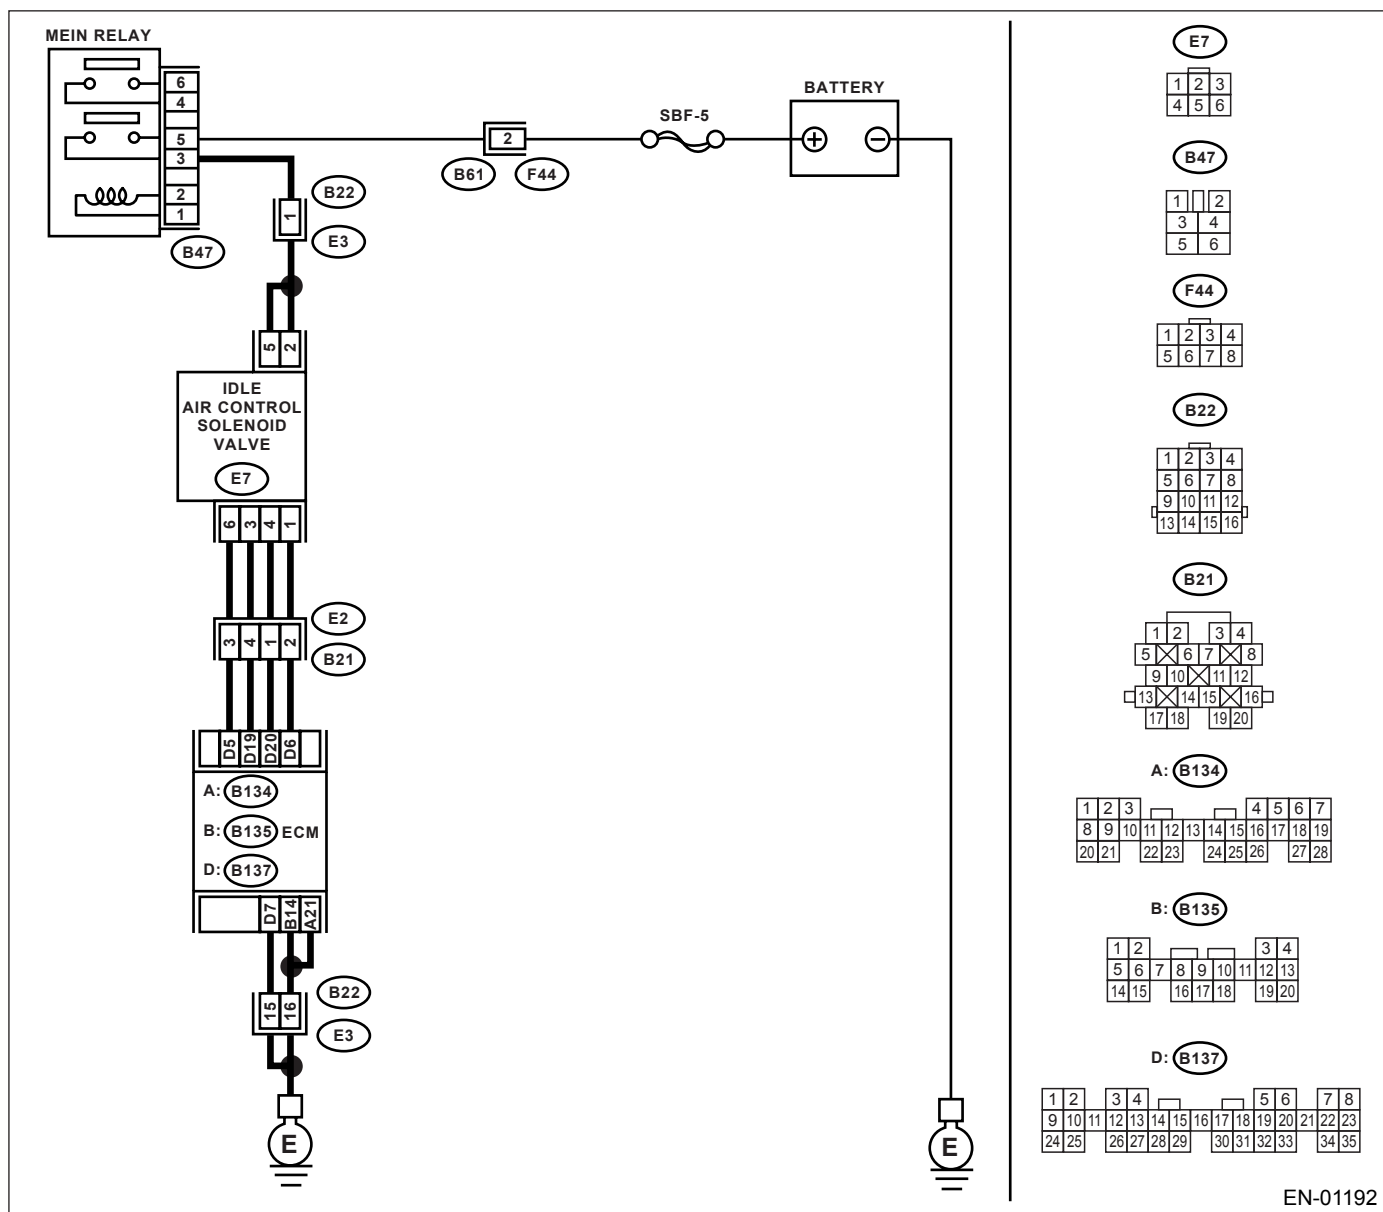 MEIN RELAY
6
4
5
3
2
1
B47
2
B61
F44
SBF-5
BATTERY
+
−
1
B22
E3
5 2
IDLE
AIR CONTROL
SOLENOID
VALVE
E7
6 3 4 1
E2
3 4 1 2
B21
D5 D19 D20 D6
A: B134
B: B135 ECM
D: B137
D7 B14 A21
B22
15 16
E3
E
E
E7
1 2 3
4 5 6
B47
1 2
3 4
5 6
F44
1 2 3 4
5 6 7 8
B22
1 2 3 4
5 6 7 8
9 10 11 12
13 14 15 16
B21
1 2 3 4
5 6 7 8
9 10 11 12
13 14 15 16
17 18 19 20
A: B134
1 2 3 4 5 6 7
8 9 10 11 12 13 14 15 16 17 18 19
20 21 22 23 24 25 26 27 28
B: B135
1 2 3 4
5 6 7 8 9 10 11 12 13
14 15 16 17 18 19 20
D: B137
1 2 3 4 5 6 7 8
9 10 11 12 13 14 15 16 17 18 19 20 21 22 23
24 25 26 27 28 29 30 31 32 33 34 35
EN-01192